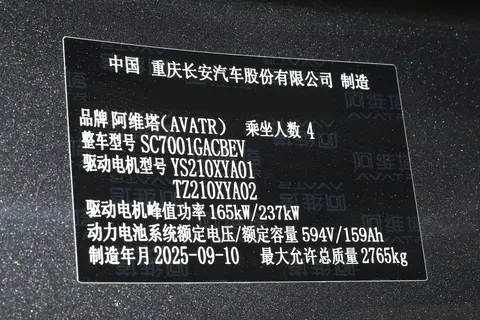 中国 重庆长安汽车股份有限公司 制造
品牌 阿维塔(AVATR) 乘坐人数 4
整车型号 SC7001GACBEV
驱动电机型号 YS210XYA01
TZ210XYA02
驱动电机峰值功率 165kW/237kW
动力电池系统额定电压/额定容量 594V/159Ah
制造年月 2025-09-10 最大允许总质量 2765kg